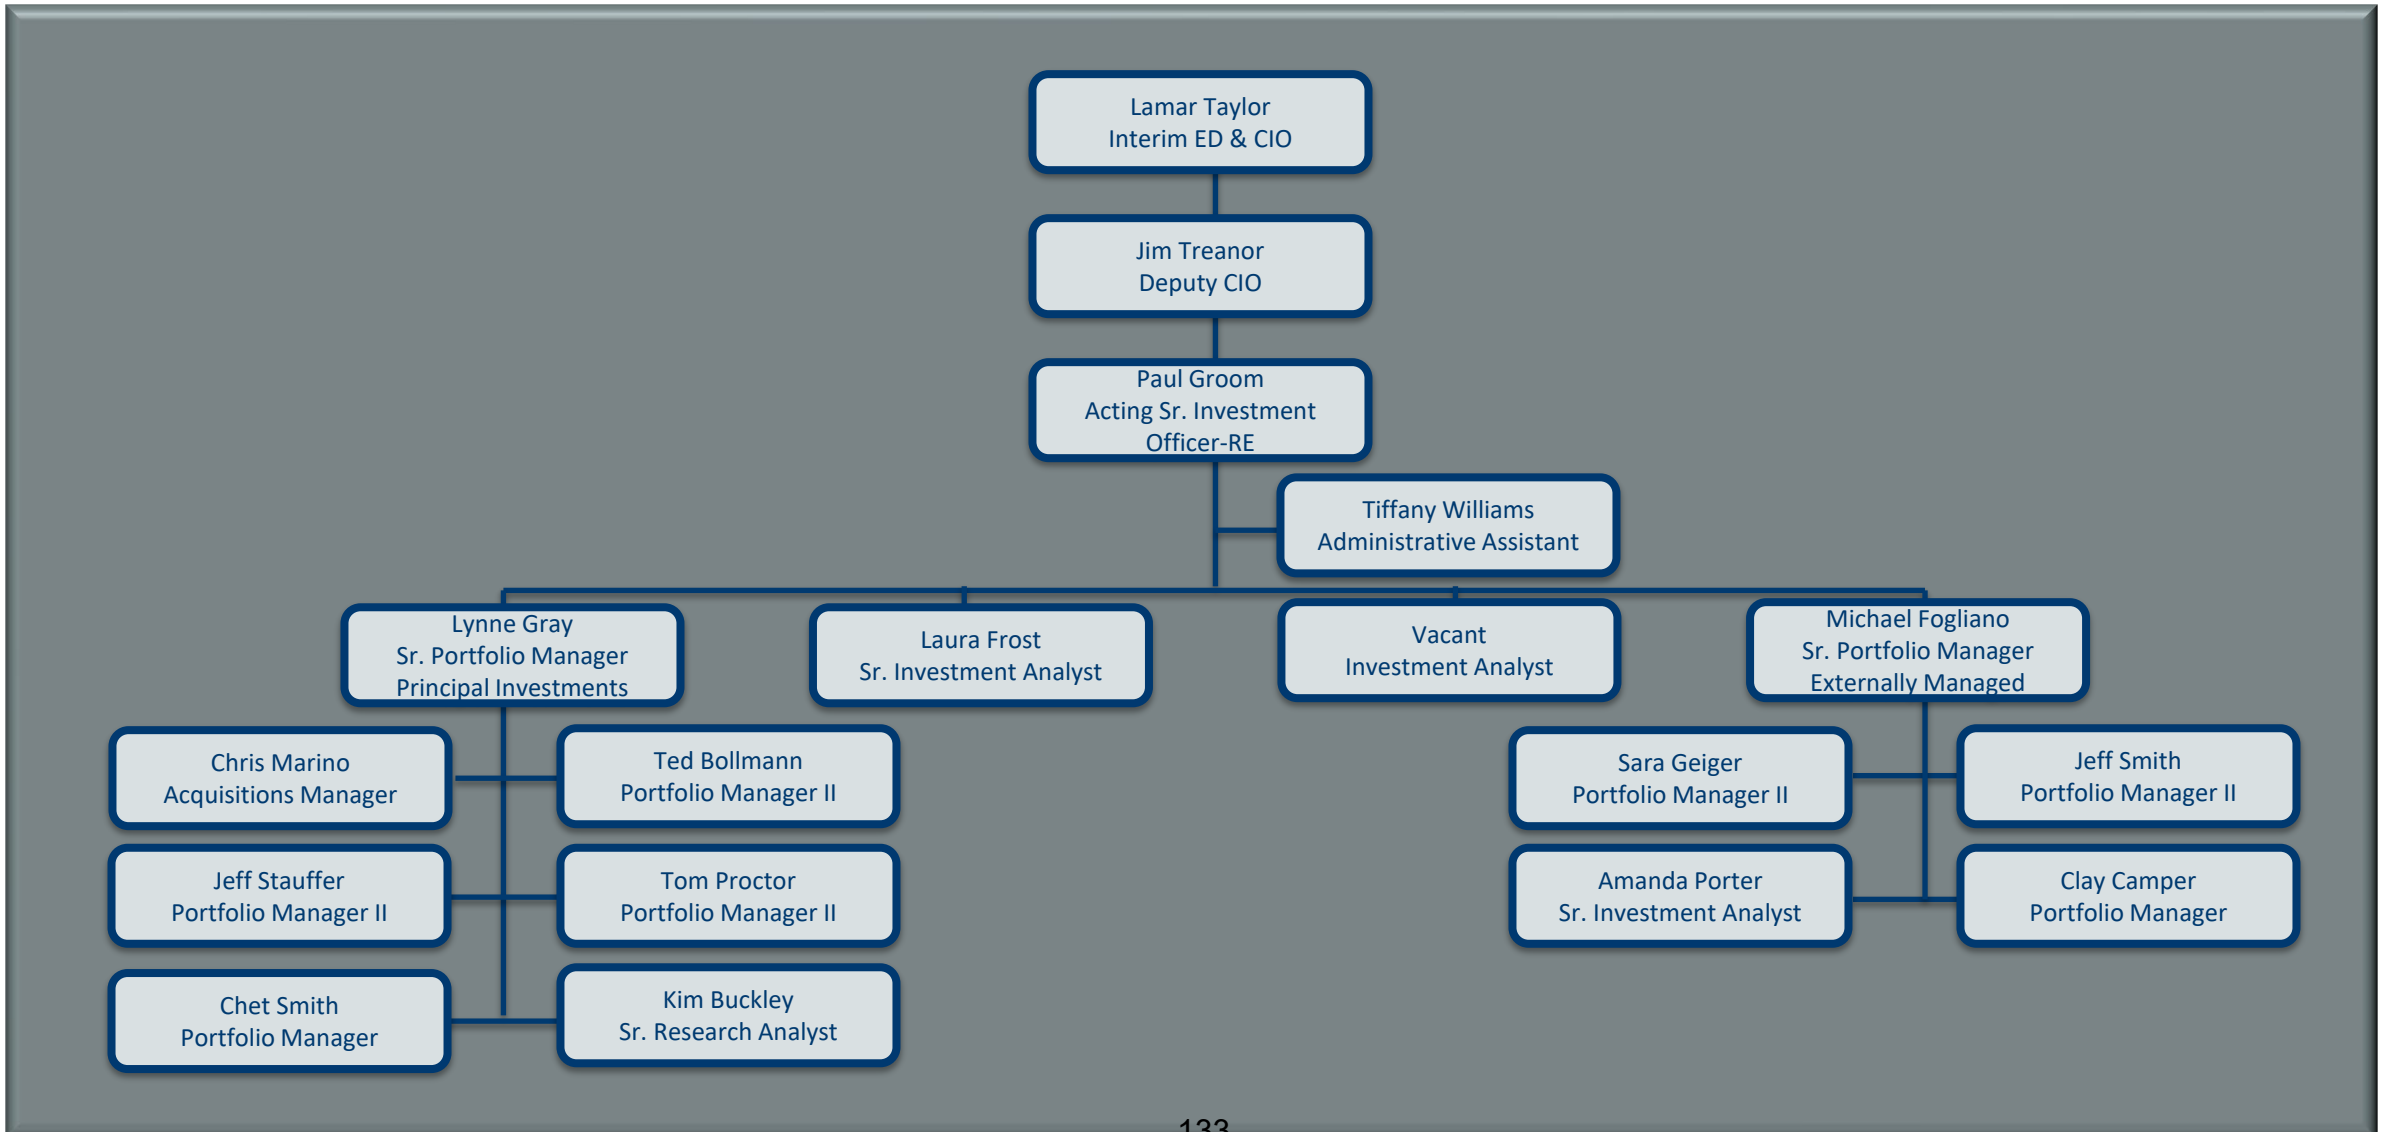 Lamar Taylor
Interim ED & CIO
Jim Treanor
Deputy CIO
Paul Groom
Acting Sr. Investment
Officer-RE
Tiffany Williams
Administrative Assistant
Lynne Gray
Sr. Portfolio Manager
Principal Investments
Laura Frost
Sr. Investment Analyst
Vacant
Investment Analyst
Michael Fogliano
Sr. Portfolio Manager
Externally Managed
Chris Marino
Acquisitions Manager
Ted Bollmann
Portfolio Manager II
Sara Geiger
Portfolio Manager II
Jeff Smith
Portfolio Manager II
Jeff Stauffer
Portfolio Manager II
Tom Proctor
Portfolio Manager II
Amanda Porter
Sr. Investment Analyst
Clay Camper
Portfolio Manager
Chet Smith
Portfolio Manager
Kim Buckley
Sr. Research Analyst
133